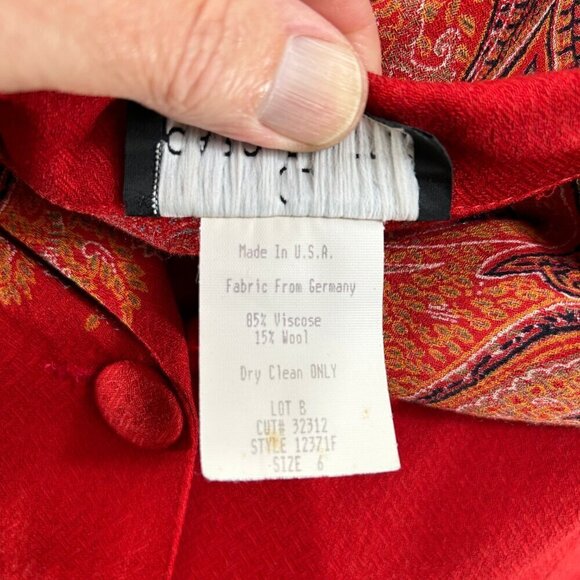 Made In U.S.A.
Fabric From Germany
85% Viscose
15% Wool
Dry Clean ONLY
LOT B
CUT# 32312
STYLE 12371F
SIZE 6